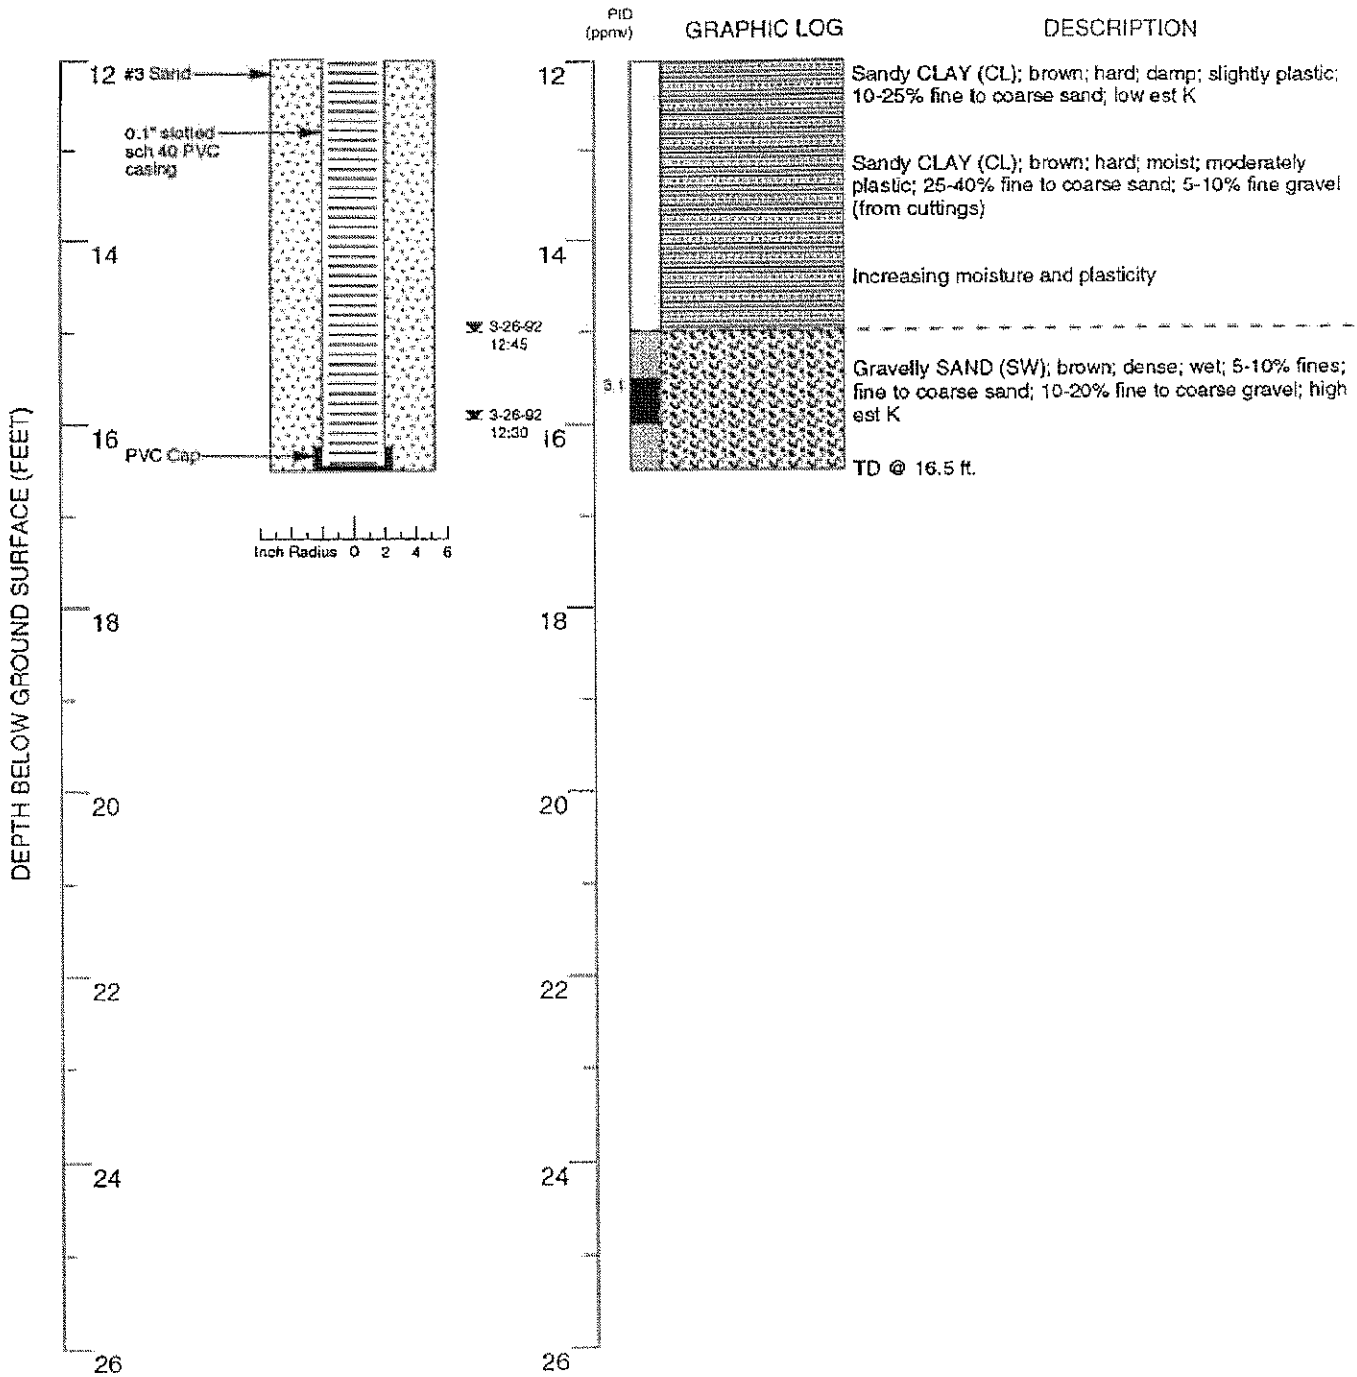 PID
(ppmv)
GRAPHIC LOG
DESCRIPTION
DEPTH BELOW GROUND SURFACE (FEET)
12
14
16
18
20
22
24
26
#3 Sand
0.1" slotted
sch 40 PVC
casing
PVC Cap
Inch Radius 0 2 4 6
3-26-92
12:45
3-26-92
12:30
12
14
16
18
20
22
24
26
Sandy CLAY (CL); brown; hard; damp; slightly plastic;
10-25% fine to coarse sand; low est K
Sandy CLAY (CL); brown; hard; moist; moderately
plastic; 25-40% fine to coarse sand; 5-10% fine gravel
(from cuttings)
Increasing moisture and plasticity
Gravelly SAND (SW); brown; dense; wet; 5-10% fines;
fine to coarse sand; 10-20% fine to coarse gravel; high
est K
TD @ 16.5 ft.